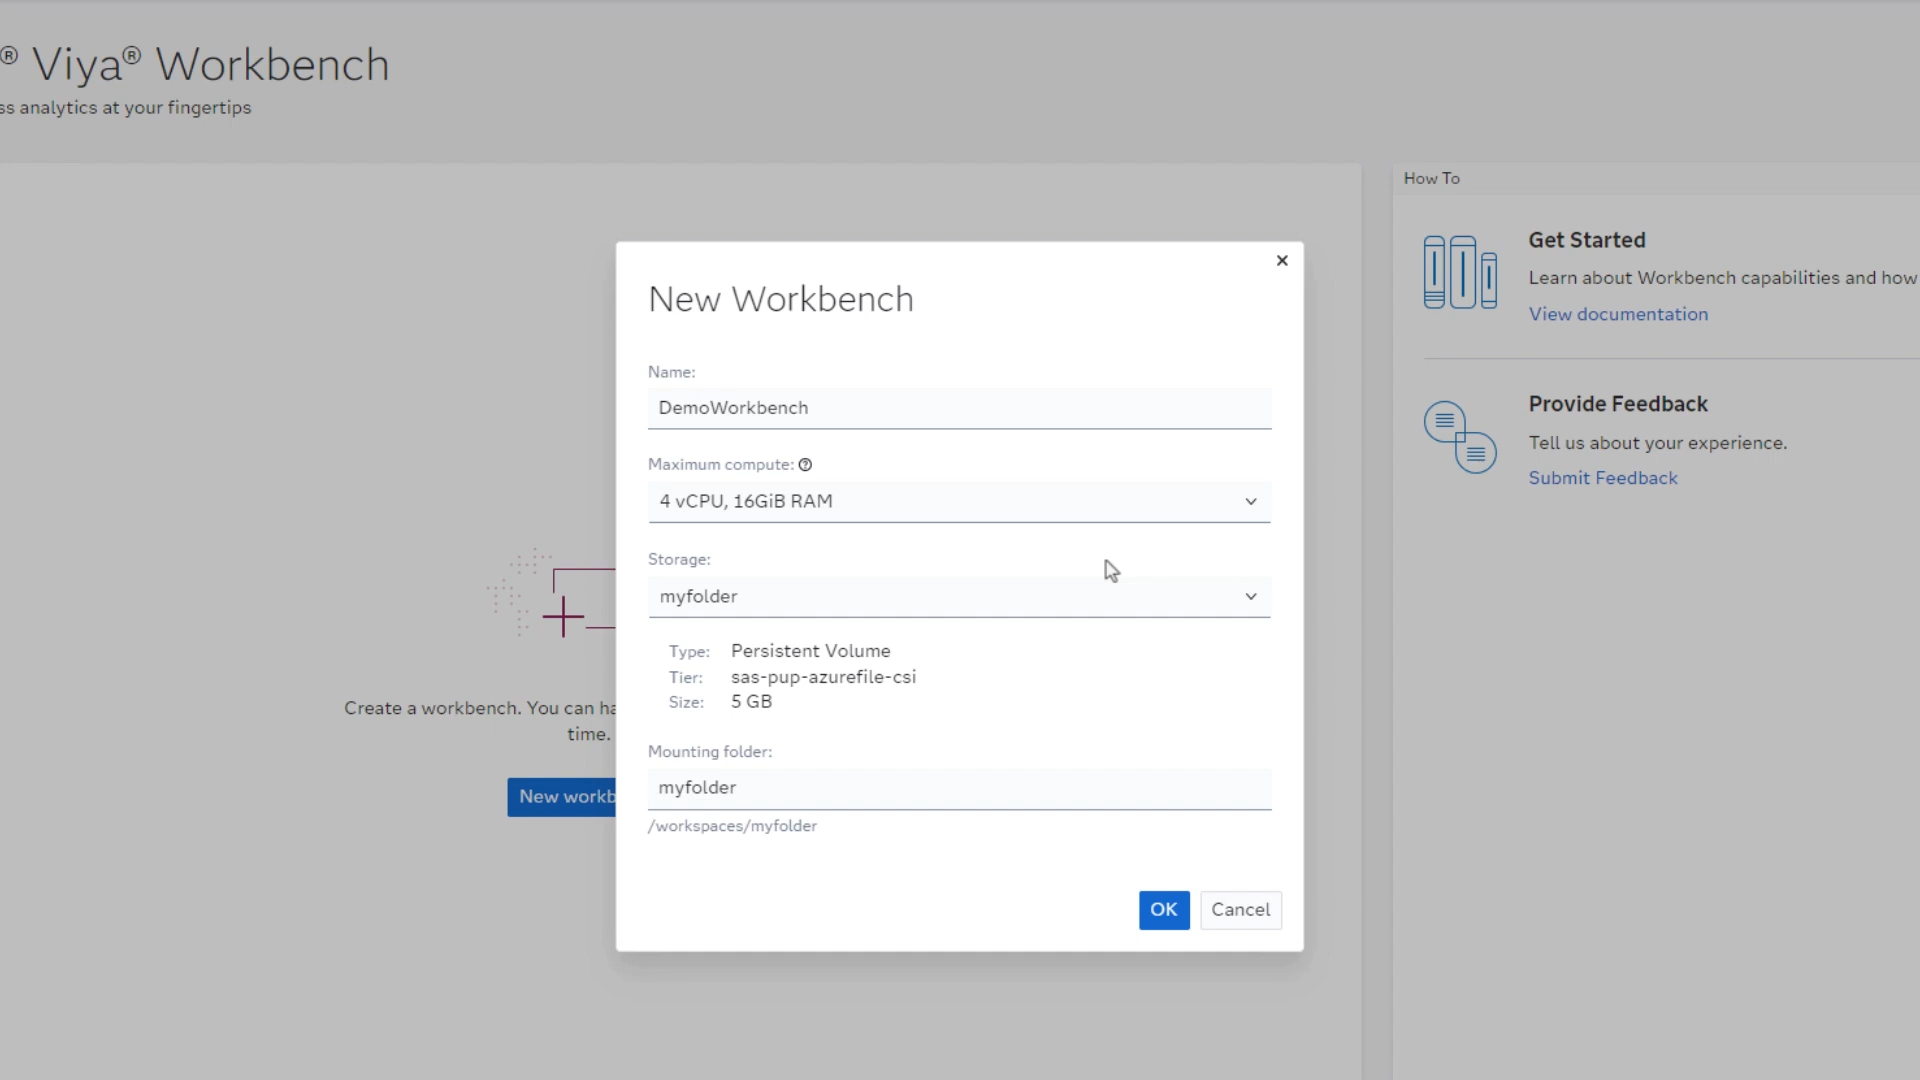 ® Viya® Workbench
ss analytics at your fingertips
How To
Get Started
Learn about Workbench capabilities and how
View documentation
Provide Feedback
Tell us about your experience.
Submit Feedback
Create a workbench. You can ha
time.
New workb
New Workbench
Name:
DemoWorkbench
Maximum compute:
4 vCPU, 16GiB RAM
Storage:
myfolder
Type: Persistent Volume
Tier: sas-pup-azurefile-csi
Size: 5 GB
Mounting folder:
myfolder
/workspaces/myfolder
OK Cancel